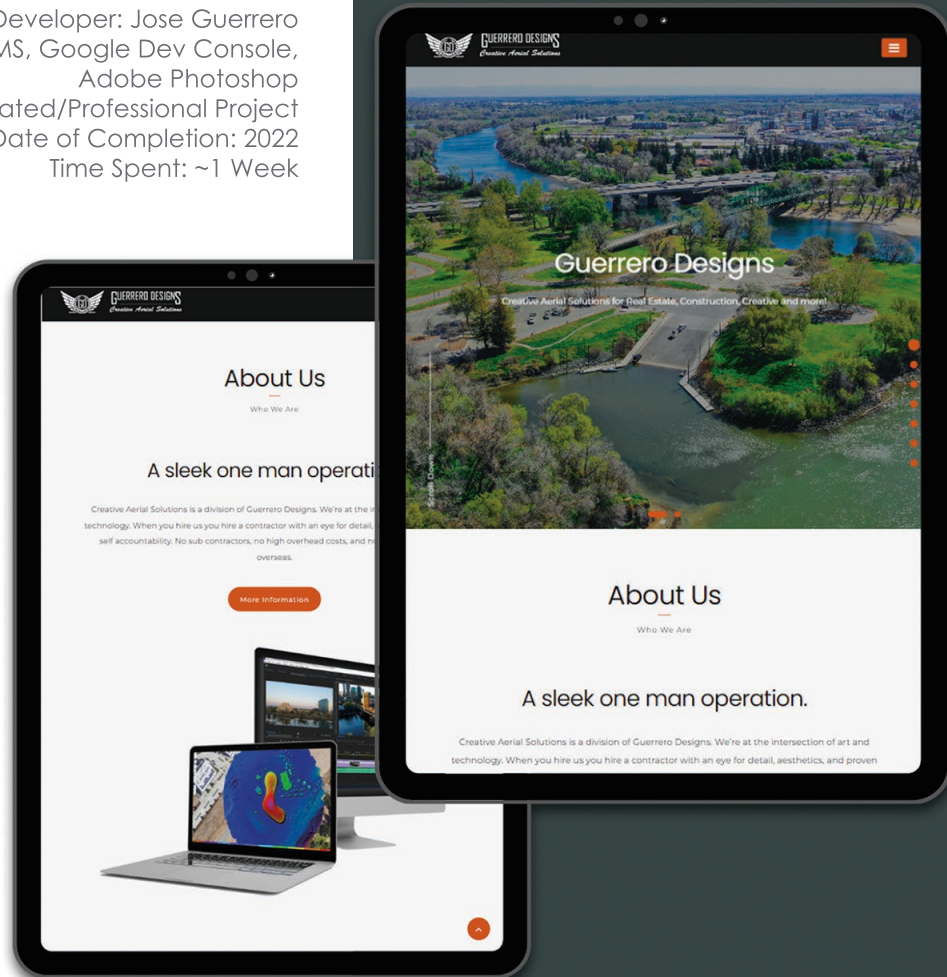 Developer: Jose Guerrero
MS, Google Dev Console,
Adobe Photoshop
ated/Professional Project
Date of Completion: 2022
Time Spent: ~1 Week
GUERRERO DESIGNS
Creative Aerial Solutions
Guerrero Designs
Creative Aerial Solutions for Real Estate, Construction, Creative and more!
Scroll Down
About Us
Who We Are
A sleek one man operation.
Creative Aerial Solutions is a division of Guerrero Designs. We're at the intersection of art and
technology. When you hire us you hire a contractor with an eye for detail, aesthetics, and proven
GUERRERO DESIGNS
Creative Aerial Solutions
About Us
Who We Are
A sleek one man operati
Creative Aerial Solutions is a division of Guerrero Designs. We're at the
technology. When you hire us you hire a contractor with an eye for detail,
self accountability. No sub contractors, no high overhead costs, and
overseas.
More Information